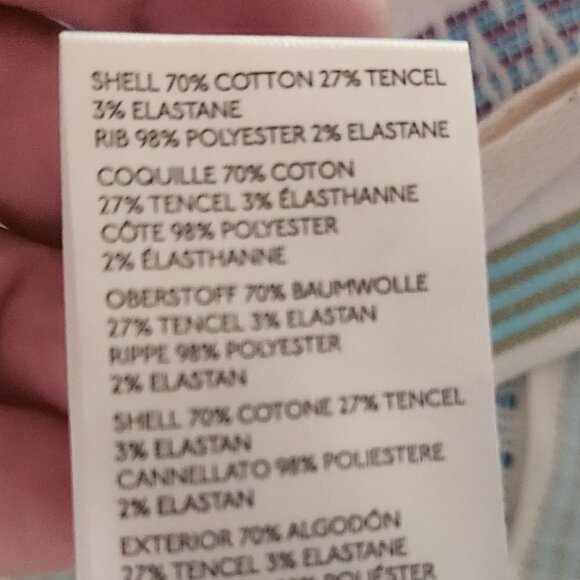 SHELL 70% COTTON 27% TENCEL
3% ELASTANE
RIB 98% POLYESTER 2% ELASTANE
COQUILLE 70% COTON
27% TENCEL 3% ÉLASTHANNE
CÔTE 98% POLYESTER
2% ÉLASTHANNE
OBERSTOFF 70% BAUMWOLLE
27% TENCEL 3% ELASTAN
RIPPE 98% POLYESTER
2% ELASTAN
SHELL 70% COTONE 27% TENCEL
3% ELASTAN
CANNELLATO 98% POLIESTERE
2% ELASTAN
EXTERIOR 70% ALGODÓN
27% TENCEL 3% ELASTANE
POLIÉSTER